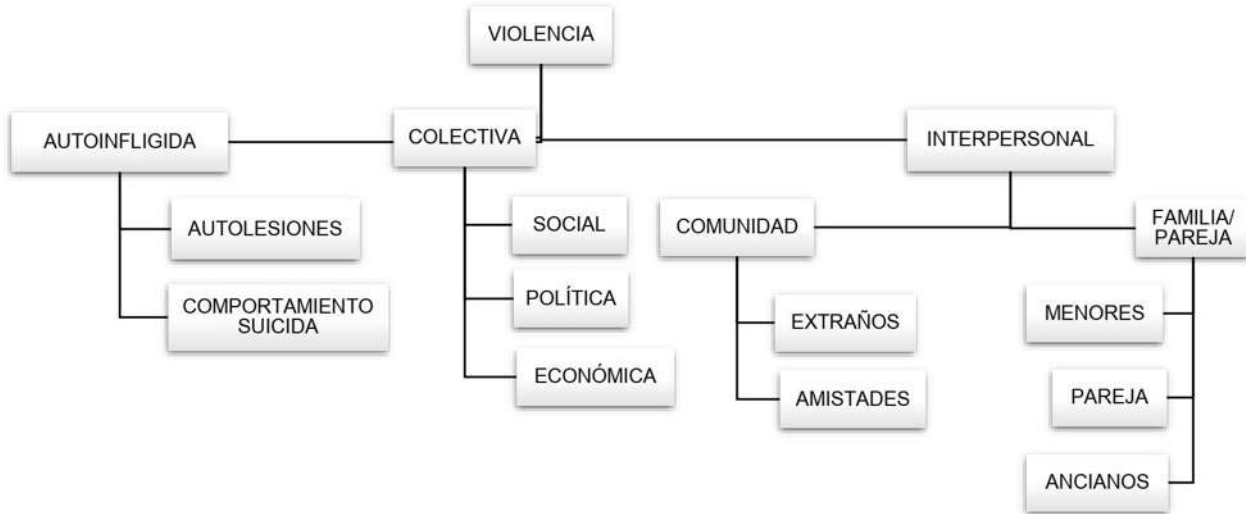 VIOLENCIA
AUTOINFLIGIDA
COLECTIVA
INTERPERSONAL
AUTOLESIONES
COMPORTAMIENTO
SUICIDA
SOCIAL
POLÍTICA
ECONÓMICA
COMUNIDAD
EXTRAÑOS
AMISTADES
FAMILIA/
PAREJA
MENORES
PAREJA
ANCIANOS